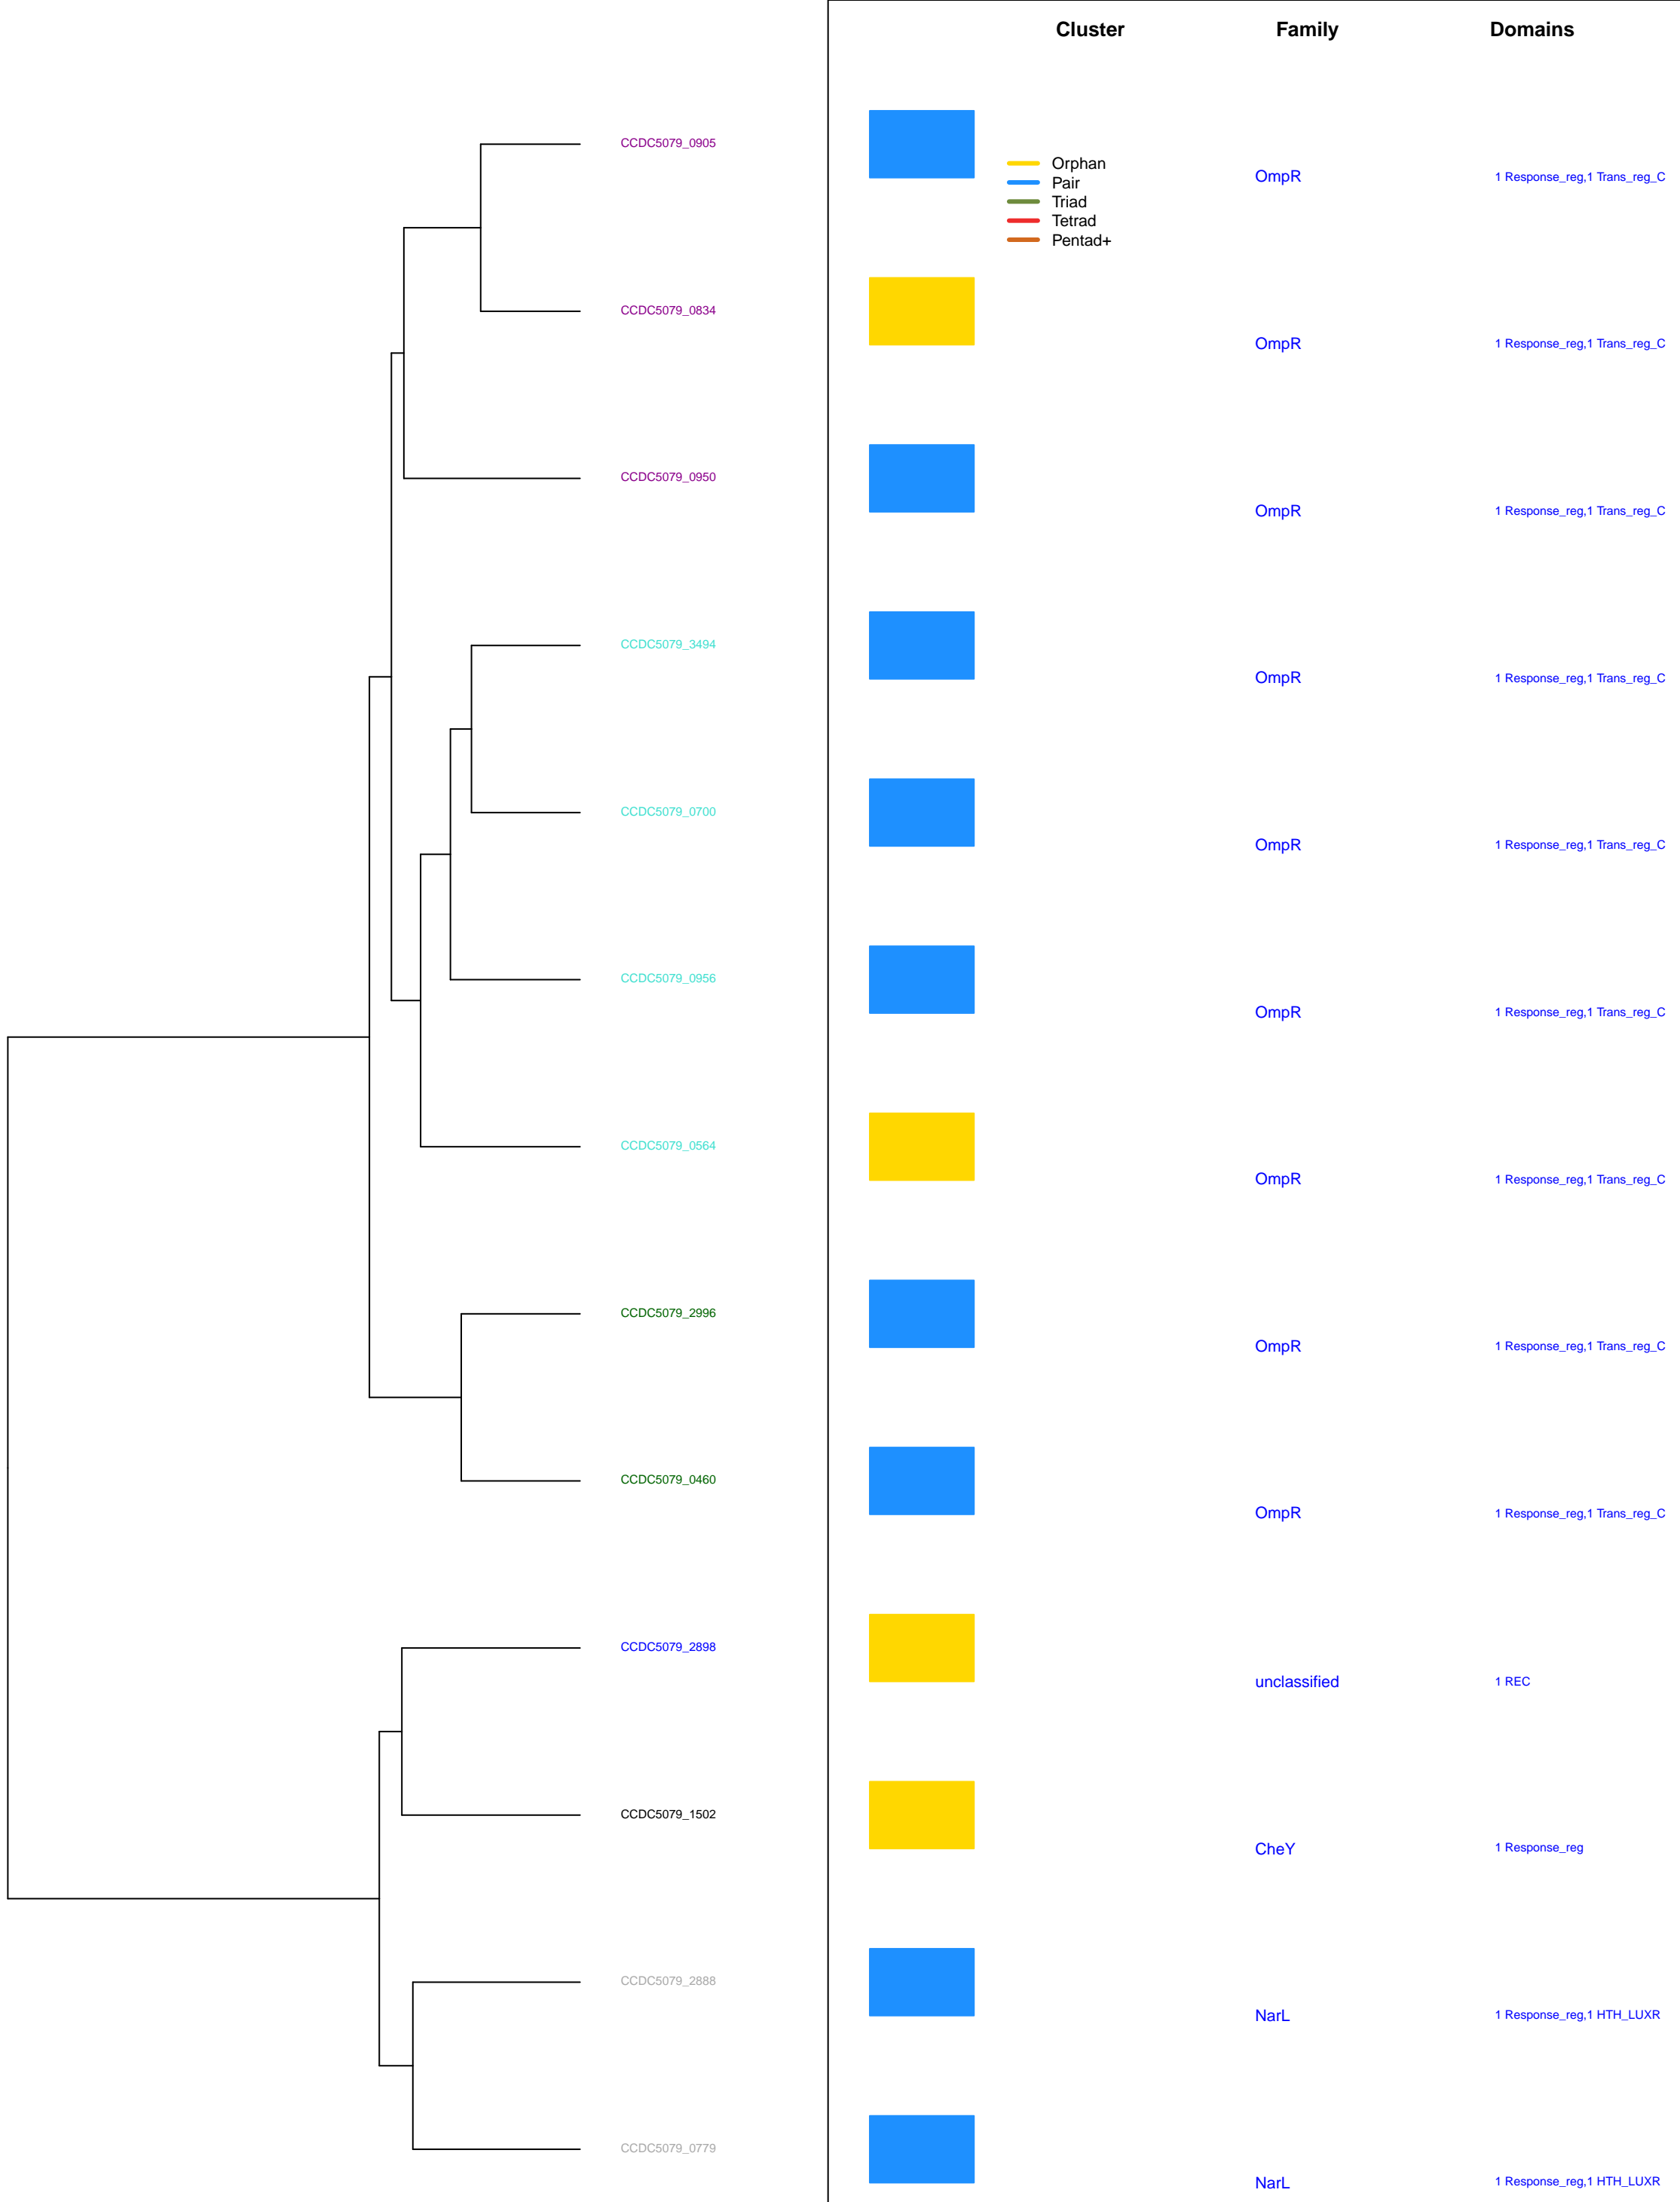 Cluster Family Domains
CCDC5079_0905
Orphan
Pair
Triad
Tetrad
Pentad+
OmpR 1 Response_reg,1 Trans_reg_C
CCDC5079_0834
OmpR 1 Response_reg,1 Trans_reg_C
CCDC5079_0950
OmpR 1 Response_reg,1 Trans_reg_C
CCDC5079_3494
OmpR 1 Response_reg,1 Trans_reg_C
CCDC5079_0700
OmpR 1 Response_reg,1 Trans_reg_C
CCDC5079_0956
OmpR 1 Response_reg,1 Trans_reg_C
CCDC5079_0564
OmpR 1 Response_reg,1 Trans_reg_C
CCDC5079_2996
OmpR 1 Response_reg,1 Trans_reg_C
CCDC5079_0460
OmpR 1 Response_reg,1 Trans_reg_C
CCDC5079_2898
unclassified 1 REC
CCDC5079_1502
CheY 1 Response_reg
CCDC5079_2888
NarL 1 Response_reg,1 HTH_LUXR
CCDC5079_0779
NarL 1 Response_reg,1 HTH_LUXR